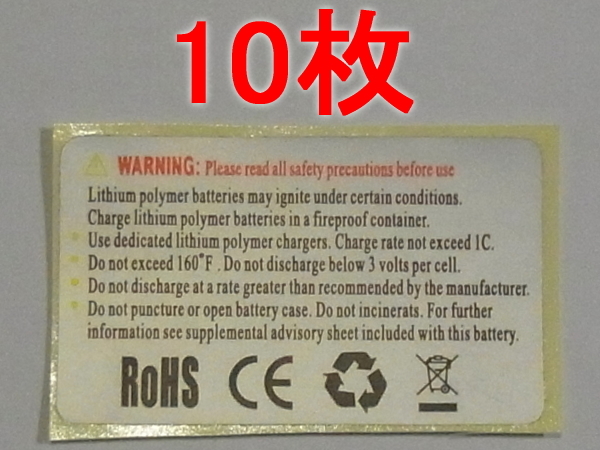 10枚
WARNING: Please read all safety precautions before use
Lithium polymer batteries may ignite under certain conditions.
Charge lithium polymer batteries in a fireproof container.
Use dedicated lithium polymer chargers. Charge rate not exceed 1C.
Do not exceed 160°F . Do not discharge below 3 volts per cell.
Do not discharge at a rate greater than recommended by the manufacturer.
Do not puncture or open battery case. Do not incinerats. For further
information see supplemental advisory sheet included with this battery.
RoHS CE